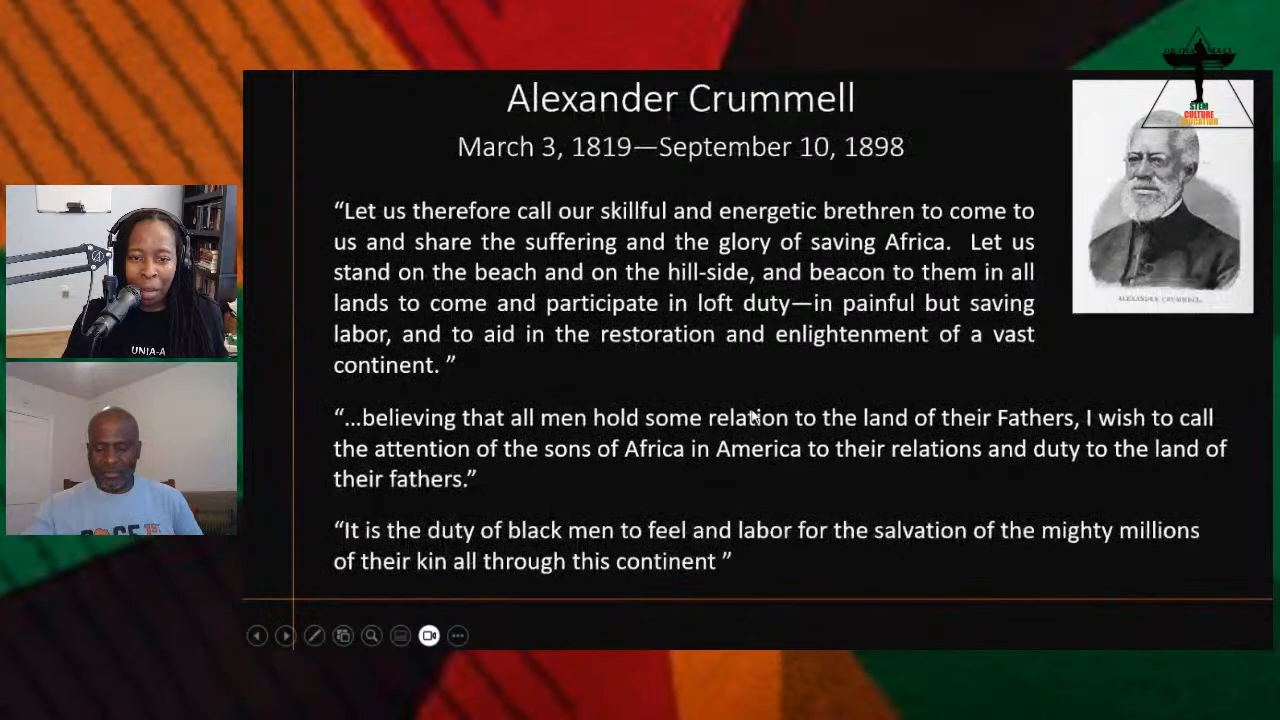 Alexander Crummell
March 3, 1819—September 10, 1898
“Let us therefore call our skillful and energetic brethren to come to
us and share the suffering and the glory of saving Africa.  Let us
stand on the beach and on the hill-side, and beacon to them in all
lands to come and participate in loft duty—in painful but saving
labor, and to aid in the restoration and enlightenment of a vast
continent. ”
“…believing that all men hold some relation to the land of their Fathers, I wish to call
the attention of the sons of Africa in America to their relations and duty to the land of
their fathers.”
“It is the duty of black men to feel and labor for the salvation of the mighty millions
of their kin all through this continent ”
ALEXANDER CRUMMELL.
STEM
CULTURE
EDUCATION
UNIA-A